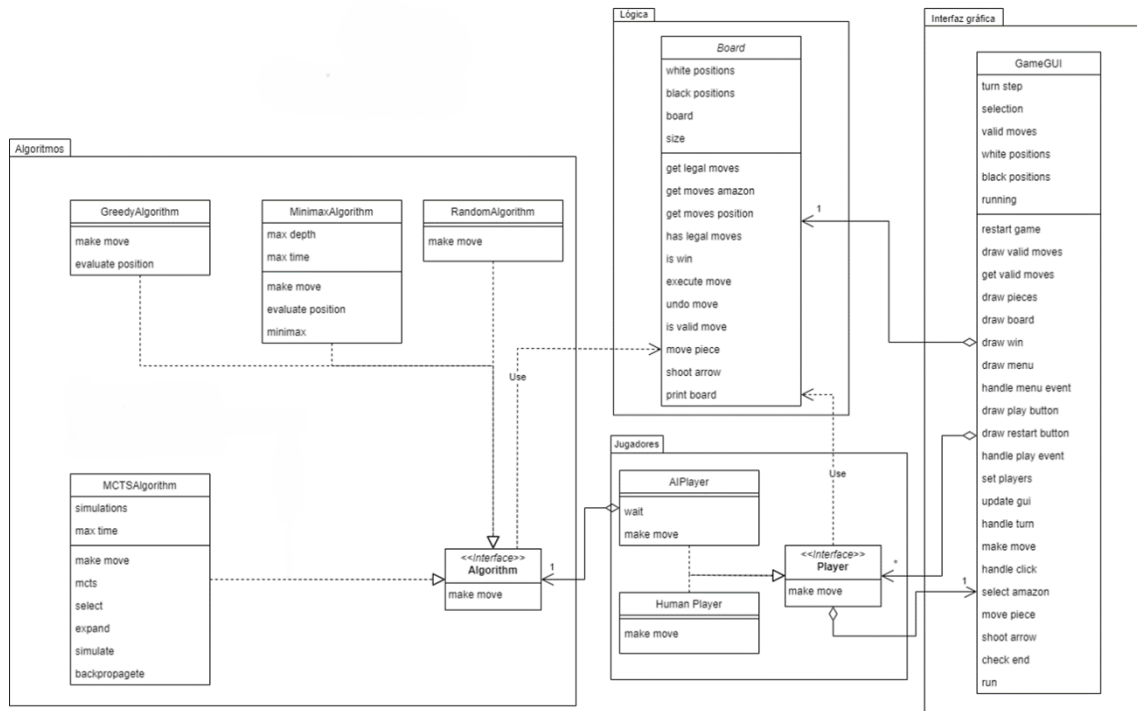 Algoritmos
GreedyAlgorithm
make move
evaluate position
MinimaxAlgorithm
max depth
max time
make move
evaluate position
minimax
RandomAlgorithm
make move
MCTSAlgorithm
simulations
max time
make move
mcts
select
expand
simulate
backpropagete
<<Interface>>
Algorithm
make move
Use
1
Lógica
Board
white positions
black positions
board
size
get legal moves
get moves amazon
get moves position
has legal moves
is win
execute move
undo move
is valid move
move piece
shoot arrow
print board
1
Use
Jugadores
AIPlayer
wait
make move
Human Player
make move
<<Interface>>
Player
make move
*
1
Interfaz gráfica
GameGUI
turn step
selection
valid moves
white positions
black positions
running
restart game
draw valid moves
get valid moves
draw pieces
draw board
draw win
draw menu
handle menu event
draw play button
draw restart button
handle play event
set players
update gui
handle turn
make move
handle click
select amazon
move piece
shoot arrow
check end
run